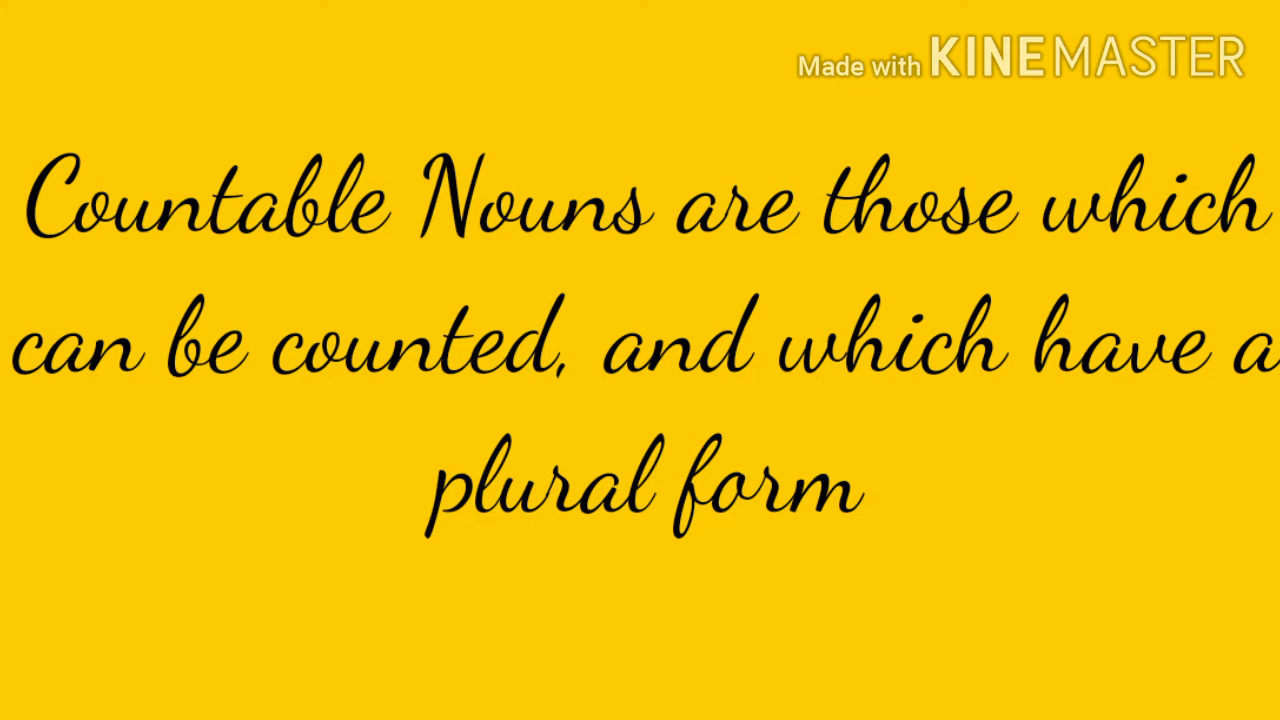 Made with KINEMASTER
Countable Nouns are those which
can be counted, and which have a
plural form